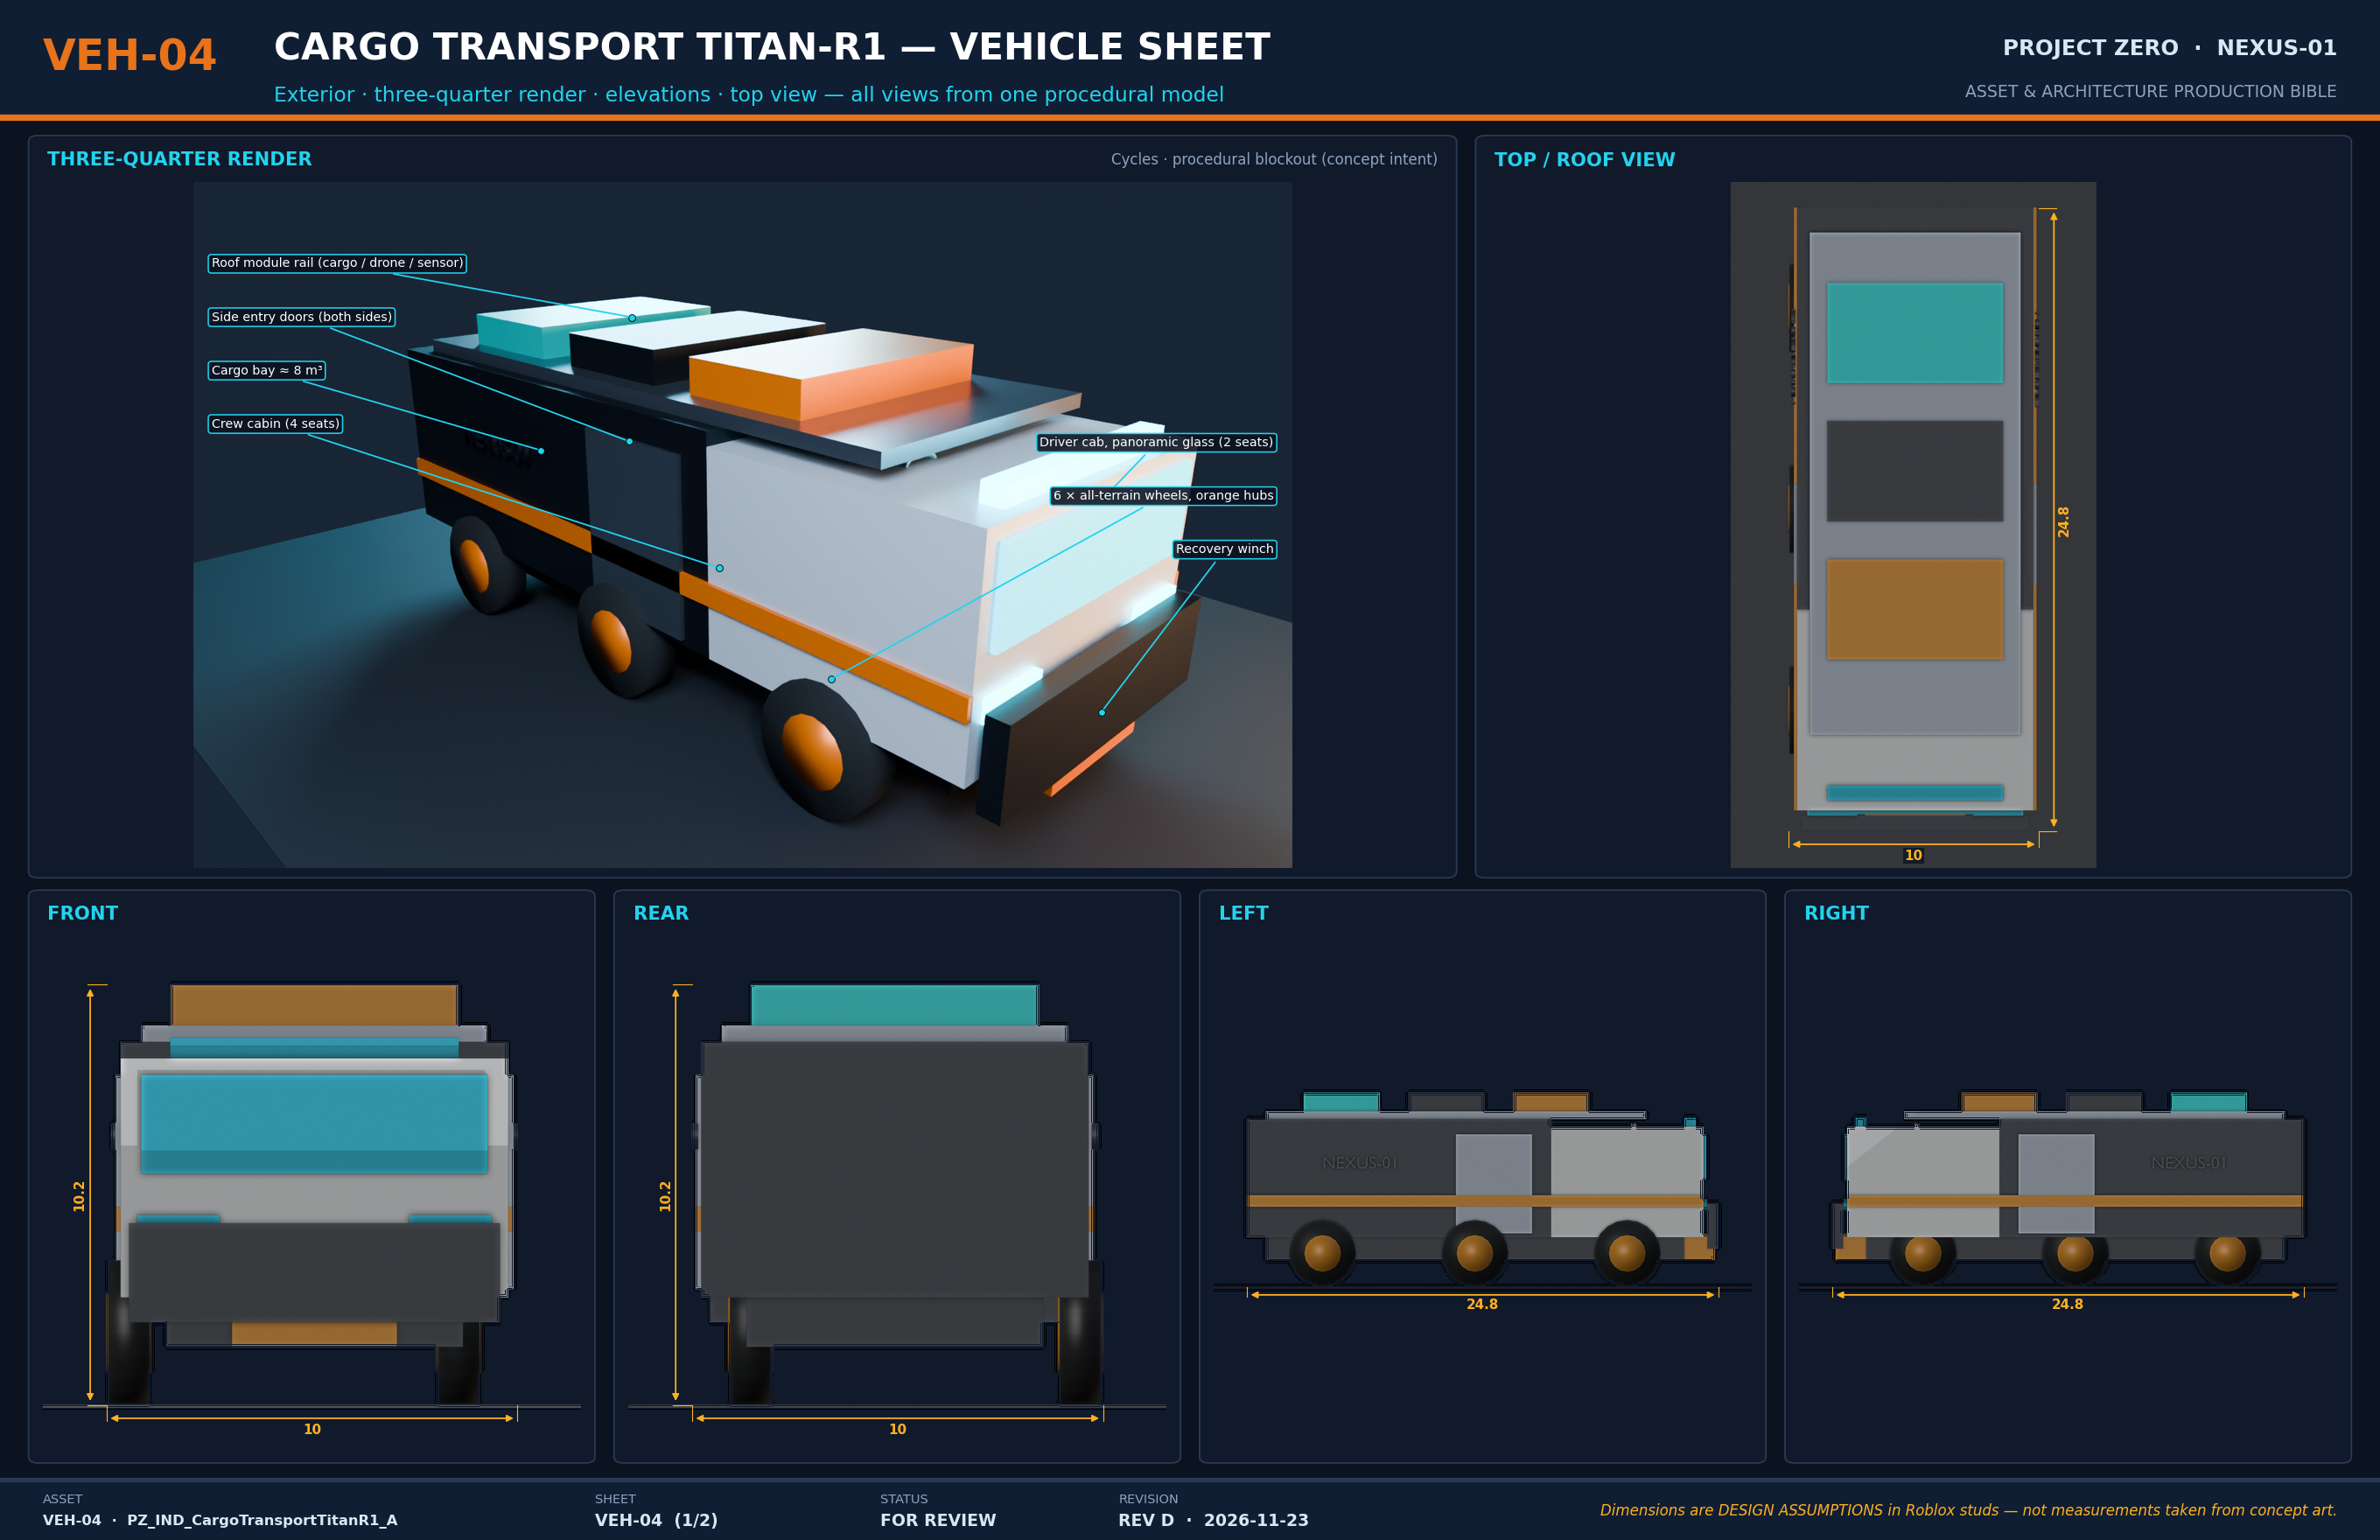 VEH-04
CARGO TRANSPORT TITAN-R1 — VEHICLE SHEET
Exterior · three-quarter render · elevations · top view — all views from one procedural model
PROJECT ZERO · NEXUS-01
ASSET & ARCHITECTURE PRODUCTION BIBLE
THREE-QUARTER RENDER
Cycles · procedural blockout (concept intent)
Roof module rail (cargo / drone / sensor)
Side entry doors (both sides)
Cargo bay ≈ 8 m³
Crew cabin (4 seats)
Driver cab, panoramic glass (2 seats)
6 × all-terrain wheels, orange hubs
Recovery winch
TOP / ROOF VIEW
24.8
10
FRONT
10.2
10
REAR
10.2
10
LEFT
NEXUS-01
24.8
RIGHT
NEXUS-01
24.8
ASSET
VEH-04 · PZ_IND_CargoTransportTitanR1_A
SHEET
VEH-04 (1/2)
STATUS
FOR REVIEW
REVISION
REV D · 2026-11-23
Dimensions are DESIGN ASSUMPTIONS in Roblox studs — not measurements taken from concept art.